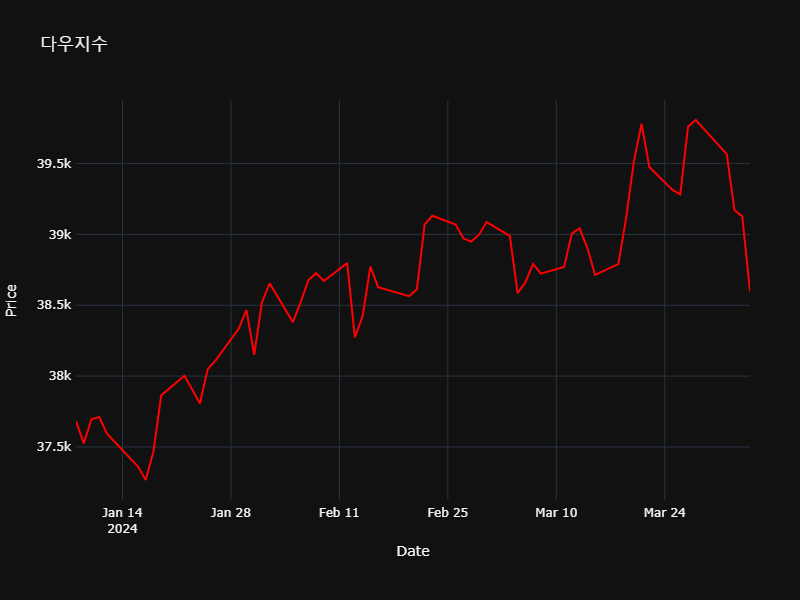 다우지수
Price
39.5k
39k
38.5k
38k
37.5k
Jan 14
2024
Jan 28
Feb 11
Feb 25
Mar 10
Mar 24
Date